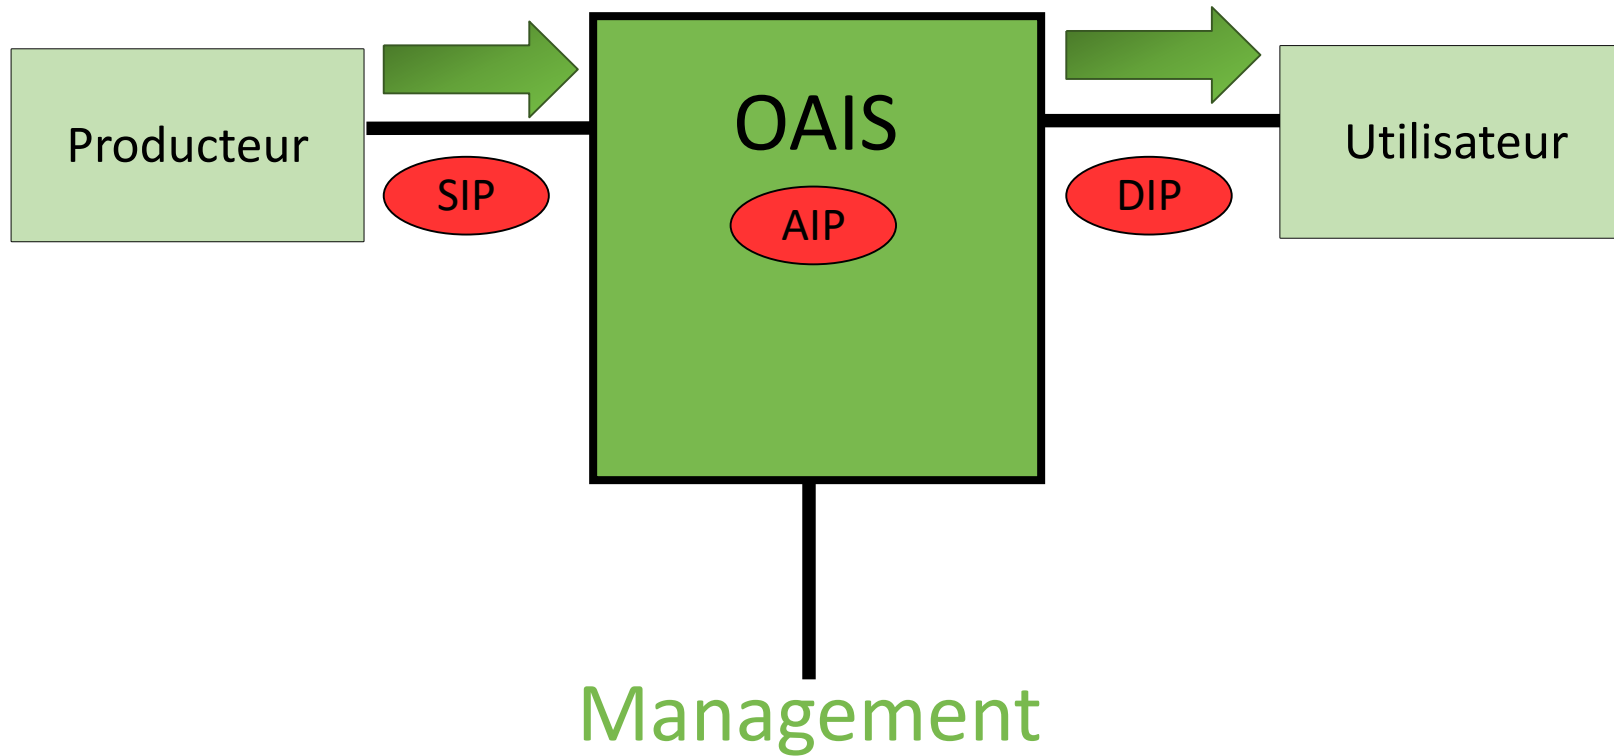 Producteur
SIP
OAIS
AIP
DIP
Utilisateur
Management